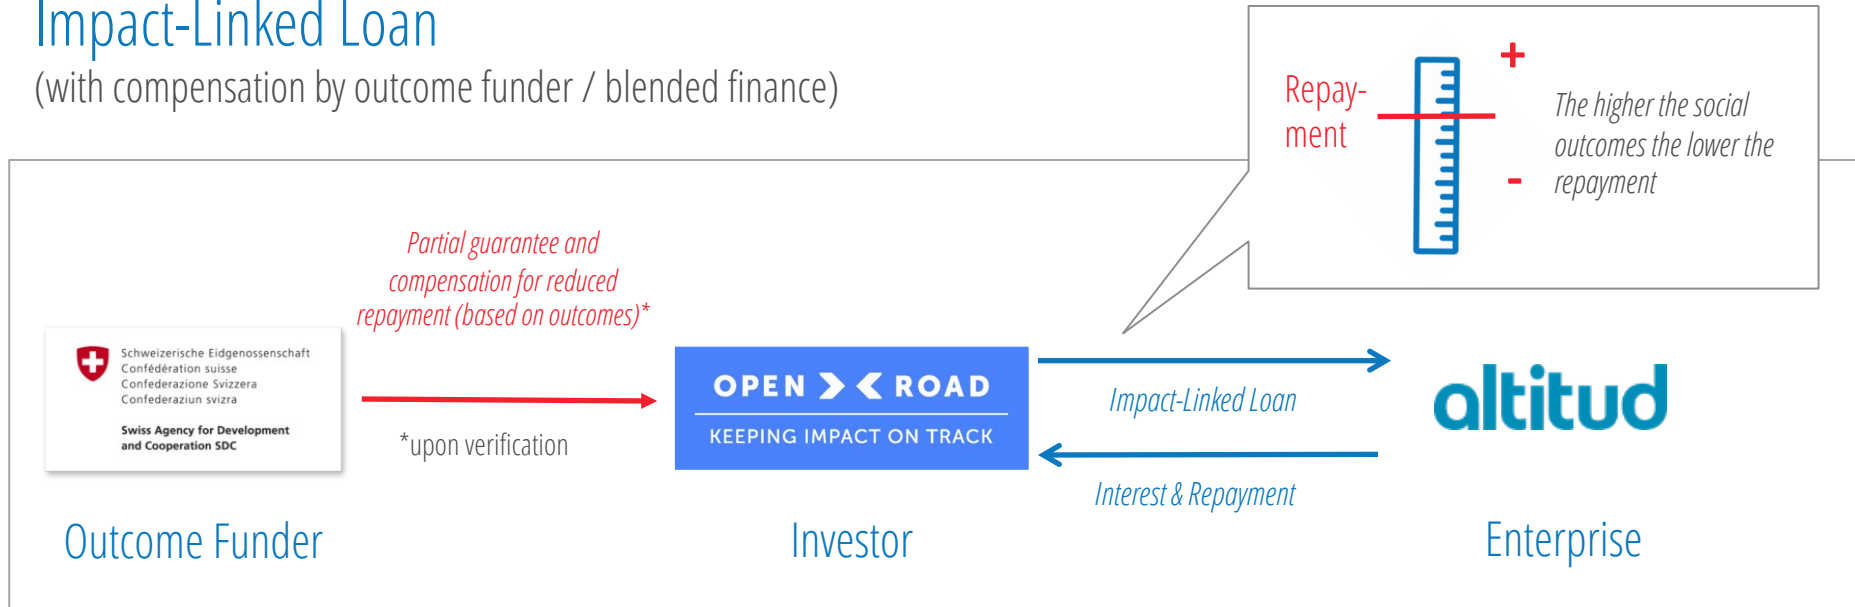 Impact-Linked Loan
(with compensation by outcome funder / blended finance)
Repay-
ment
+
-
The higher the social
outcomes the lower the
repayment
Partial guarantee and
compensation for reduced
repayment (based on outcomes)*
*upon verification
Schweizerische Eidgenossenschaft
Confédération suisse
Confederazione Svizzera
Confederaziun svizra
Swiss Agency for Development
and Cooperation SDC
Outcome Funder
OPEN ROAD
KEEPING IMPACT ON TRACK
Investor
Impact-Linked Loan
Interest & Repayment
altitud
Enterprise